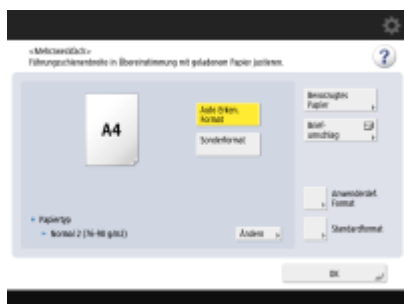 <Mehrzweckfach>
Führungsschienenbreite in Übereinstimmung mit geladenem Papier justieren.
?
A4
Auto Erken.
Format
Sonderformat
Bevorzugtes
Papier
Brief-
umschlag
Anwenderdef.
Format
Standardformat
Papiertyp
Normal 2 (76-90 g/m2)
Ändern
OK